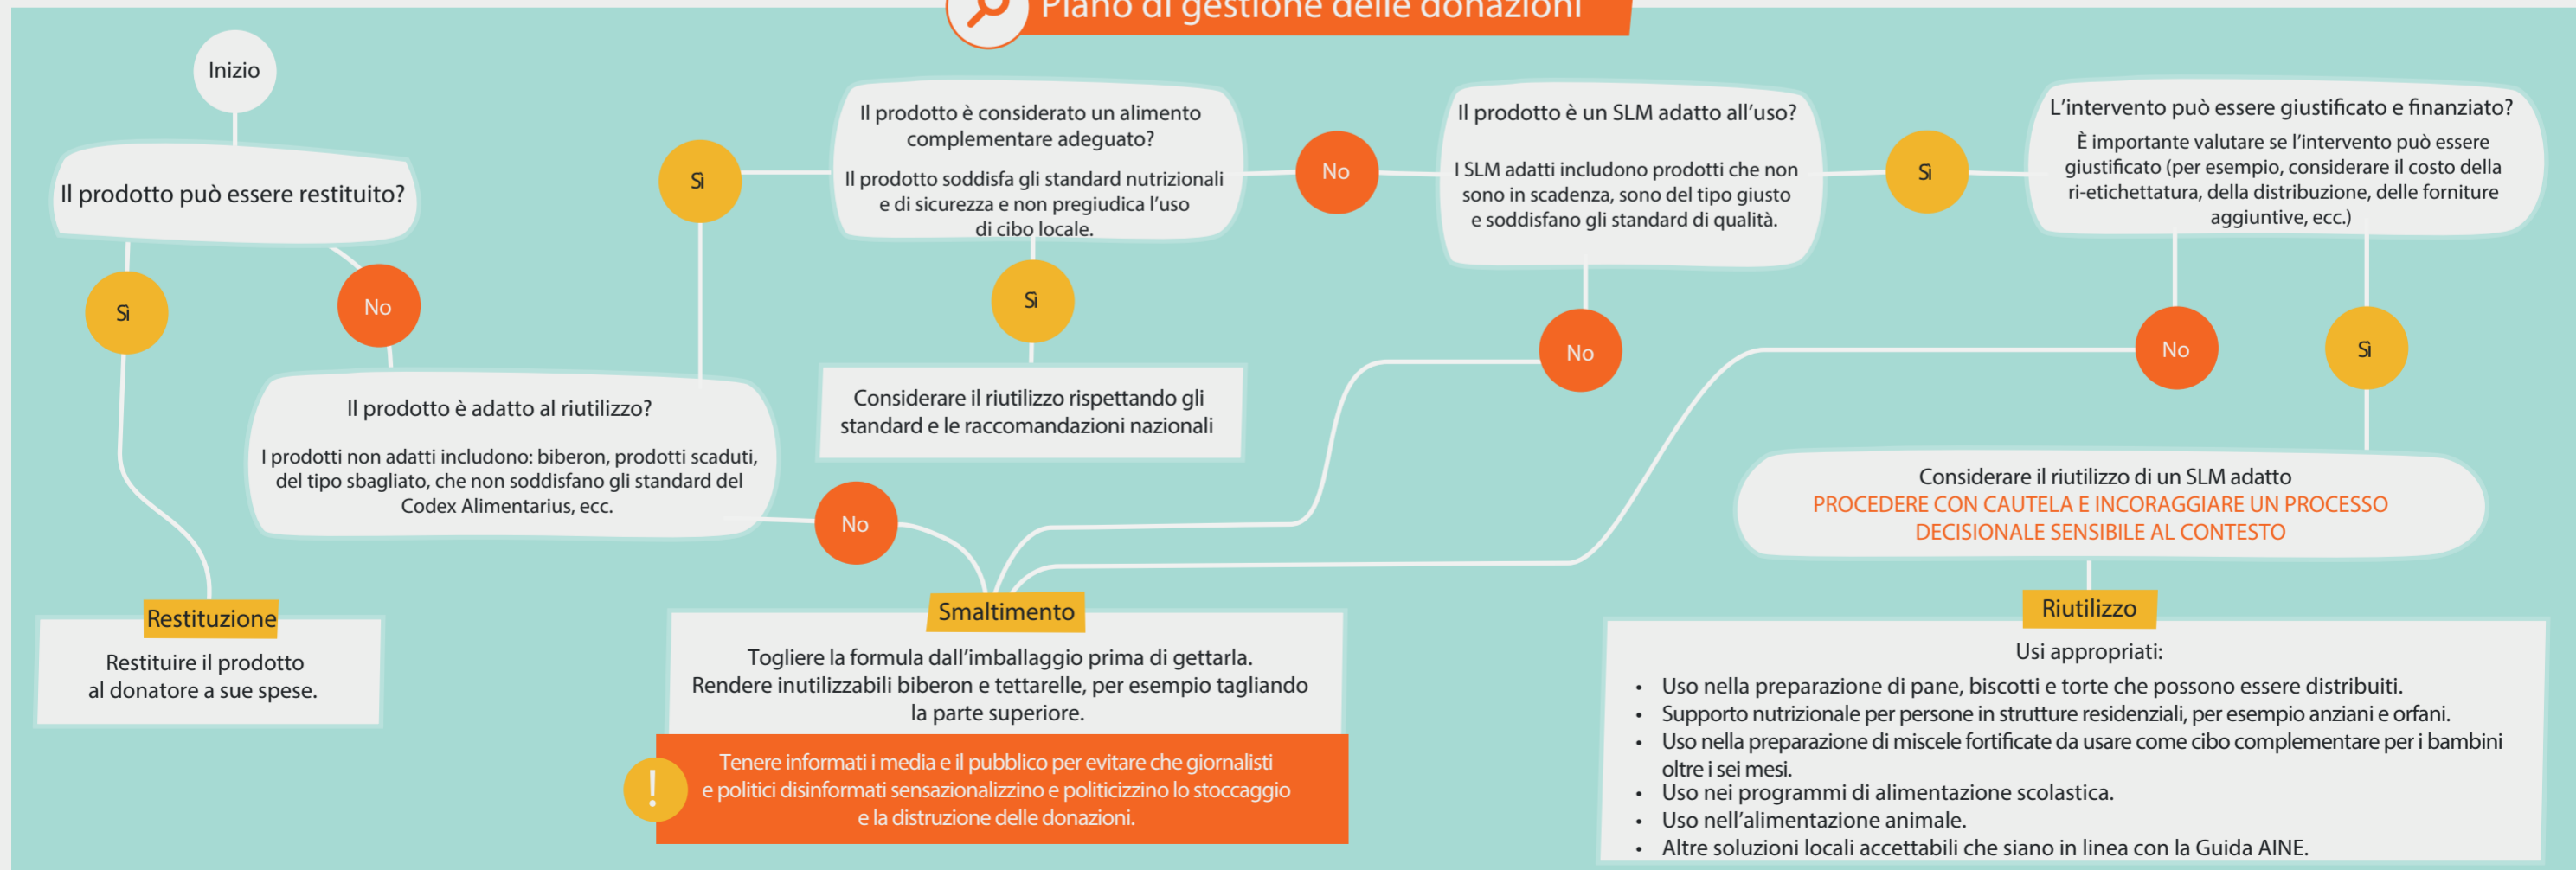 Piano di gestione delle donazioni
Inizio
Il prodotto può essere restituito?
Sì
No
Restituzione
Restituire il prodotto
al donatore a sue spese.
Il prodotto è adatto al riutilizzo?
I prodotti non adatti includono: biberon, prodotti scaduti,
del tipo sbagliato, che non soddisfano gli standard del
Codex Alimentarius, ecc.
Sì
No
Il prodotto è considerato un alimento
complementare adeguato?
Il prodotto soddisfa gli standard nutrizionali
e di sicurezza e non pregiudica l'uso
di cibo locale.
Sì
Considerare il riutilizzo rispettando gli
standard e le raccomandazioni nazionali
No
Il prodotto è un SLM adatto all'uso?
I SLM adatti includono prodotti che non
sono in scadenza, sono del tipo giusto
e soddisfano gli standard di qualità.
No
Sì
L'intervento può essere giustificato e finanziato?
È importante valutare se l'intervento può essere
giustificato (per esempio, considerare il costo della
ri-etichettatura, della distribuzione, delle forniture
aggiuntive, ecc.)
No
Sì
Smaltimento
Togliere la formula dall'imballaggio prima di gettarla.
Rendere inutilizzabili biberon e tettarelle, per esempio tagliando
la parte superiore.
!
Tenere informati i media e il pubblico per evitare che giornalisti
e politici disinformati sensazionalizzino e politicizzino lo stoccaggio
e la distruzione delle donazioni.
Considerare il riutilizzo di un SLM adatto
PROCEDERE CON CAUTELA E INCORAGGIARE UN PROCESSO
DECISIONALE SENSIBILE AL CONTESTO
Riutilizzo
Usi appropriati:
• Uso nella preparazione di pane, biscotti e torte che possono essere distribuiti.
• Supporto nutrizionale per persone in strutture residenziali, per esempio anziani e orfani.
• Uso nella preparazione di miscele fortificate da usare come cibo complementare per i bambini
oltre i sei mesi.
• Uso nei programmi di alimentazione scolastica.
• Uso nell'alimentazione animale.
• Altre soluzioni locali accettabili che siano in linea con la Guida AINE.